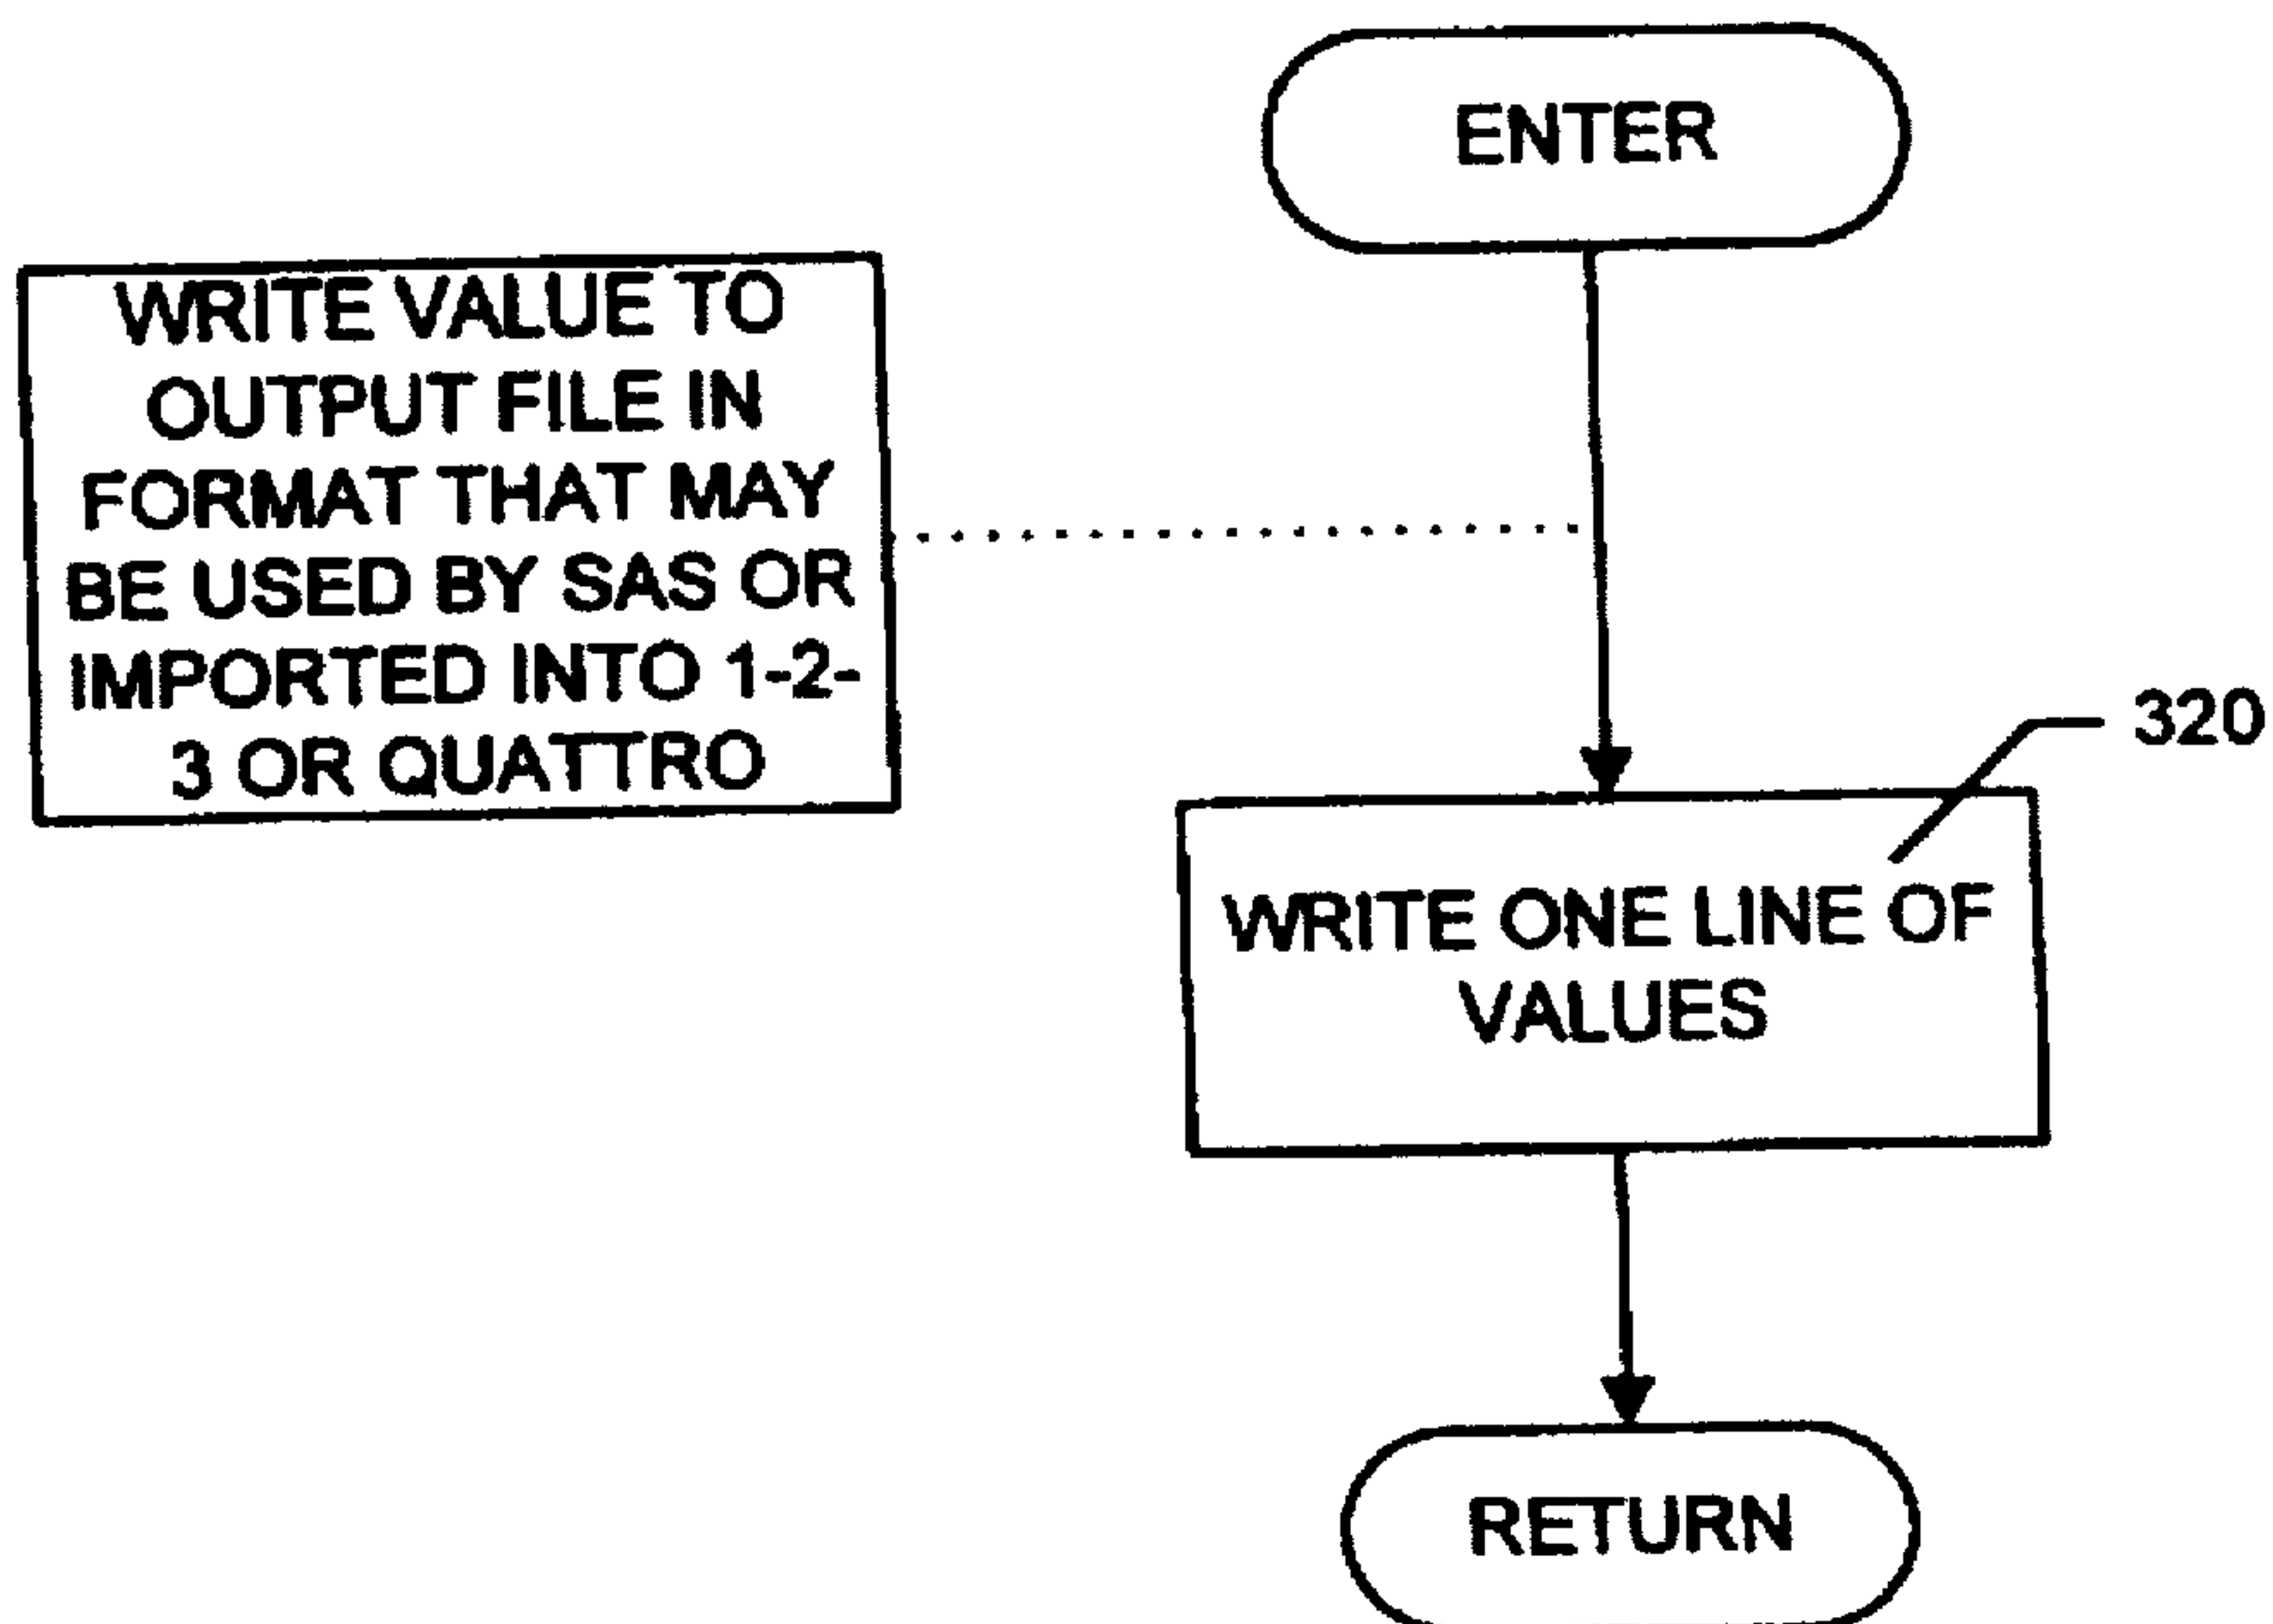 ENTER
WRITE VALUE TO
OUTPUT FILE IN
FORMAT THAT MAY
BE USED BY SAS OR
IMPORTED INTO 1-2-
3 OR QUATTRO
320
WRITE ONE LINE OF
VALUES
RETURN